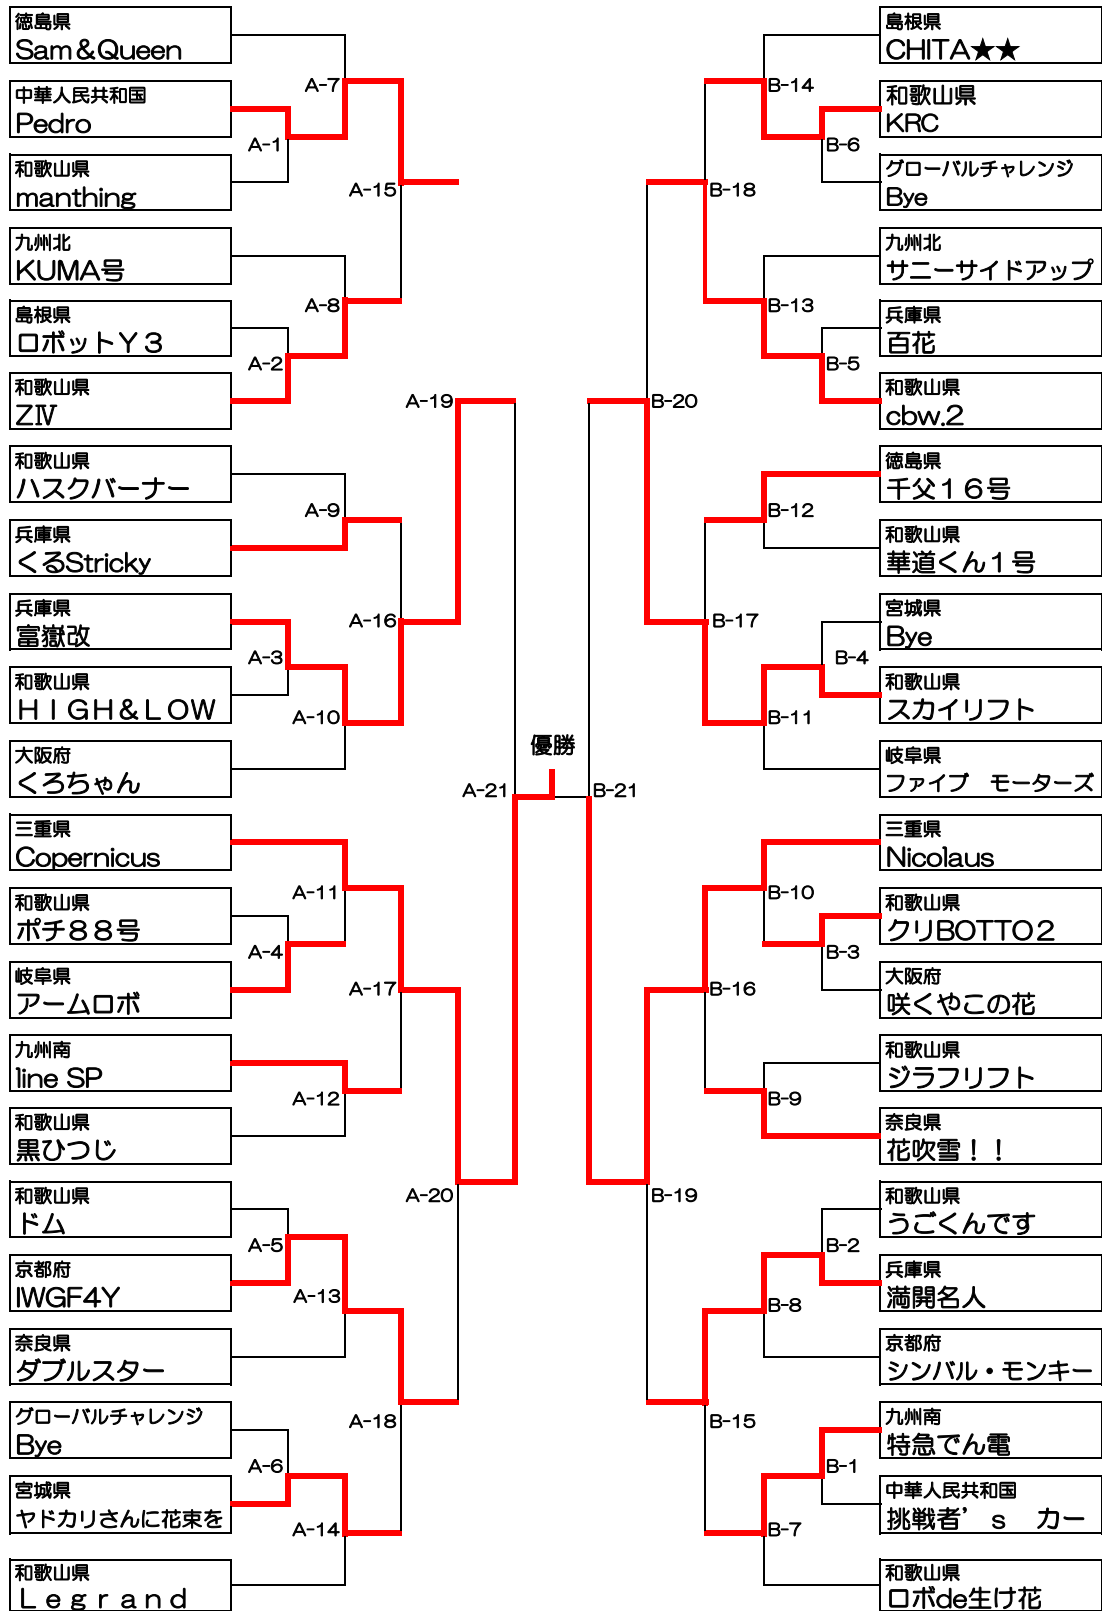 徳島県
Sam&Queen
中華人民共和国
Pedro
和歌山県
manthing
九州北
KUMA号
島根県
ロボットY3
和歌山県
ZⅣ
和歌山県
ハスクバーナー
兵庫県
くるStricky
兵庫県
富嶽改
和歌山県
HIGH&LOW
大阪府
くろちゃん
三重県
Copernicus
和歌山県
ポチ88号
岐阜県
アームロボ
九州南
line SP
和歌山県
黒ひつじ
和歌山県
ドム
京都府
IWGF4Y
奈良県
ダブルスター
グローバルチャレンジ
Bye
宮城県
ヤドカリさんに花束を
和歌山県
Legrand
A-7
A-1
A-15
A-8
A-2
A-19
A-9
A-16
A-3
A-10
A-21
A-11
A-4
A-17
A-12
A-20
A-5
A-13
A-18
A-6
A-14
優勝
B-14
B-6
B-18
B-13
B-5
B-20
B-12
B-17
B-4
B-11
B-21
B-10
B-3
B-16
B-9
B-19
B-2
B-8
B-15
B-1
B-7
島根県
CHITA★★
和歌山県
KRC
グローバルチャレンジ
Bye
九州北
サニーサイドアップ
兵庫県
百花
和歌山県
cbw.2
徳島県
千父16号
和歌山県
華道くん1号
宮城県
Bye
和歌山県
スカイリフト
岐阜県
ファイブ　モーターズ
三重県
Nicolaus
和歌山県
クリBOTTO2
大阪府
咲くやこの花
和歌山県
ジラフリフト
奈良県
花吹雪！！
和歌山県
うごくんです
兵庫県
満開名人
京都府
シンバル・モンキー
九州南
特急でん電
中華人民共和国
挑戦者’s　カー
和歌山県
ロボde生け花